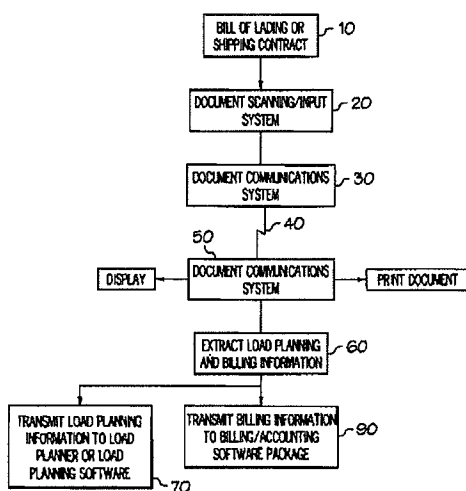 BILL OF LADING OR
SHIPPING CONTRACT
10
DOCUMENT SCANNING/INPUT
SYSTEM
20
DOCUMENT COMMUNICATIONS
SYSTEM
30
40
50
DISPLAY
DOCUMENT COMMUNICATIONS
SYSTEM
PRINT DOCUMENT
EXTRACT LOAD PLANNING
AND BILLING INFORMATION
60
TRANSMIT LOAD PLANNING
INFORMATION TO LOAD
PLANNER OR LOAD
PLANNING SOFTWARE
70
TRANSMIT BILLING INFORMATION
TO BILLING/ACCOUNTING
SOFTWARE PACKAGE
90